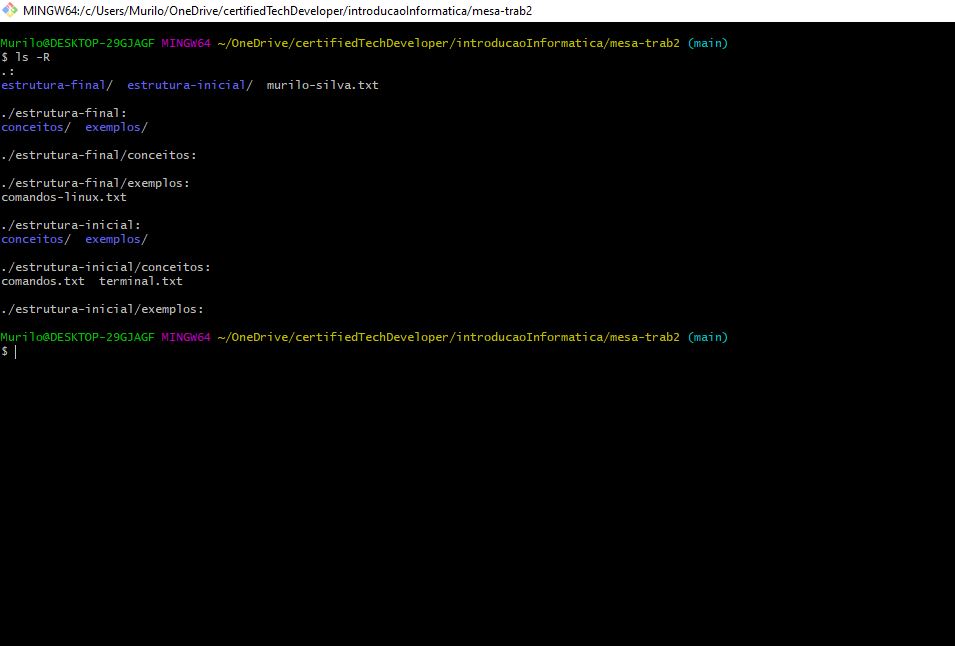 MINGW64:/c/Users/Murilo/OneDrive/certifiedTechDeveloper/introducaoInformatica/mesa-trab2
Murilo@DESKTOP-29GJAGF MINGW64 ~/OneDrive/certifiedTechDeveloper/introducaoInformatica/mesa-trab2 (main)
$ ls -R
.:
estrutura-final/  estrutura-inicial/  murilo-silva.txt
./estrutura-final:
conceitos/  exemplos/
./estrutura-final/conceitos:
./estrutura-final/exemplos:
comandos-linux.txt
./estrutura-inicial:
conceitos/  exemplos/
./estrutura-inicial/conceitos:
comandos.txt  terminal.txt
./estrutura-inicial/exemplos:
Murilo@DESKTOP-29GJAGF MINGW64 ~/OneDrive/certifiedTechDeveloper/introducaoInformatica/mesa-trab2 (main)
$